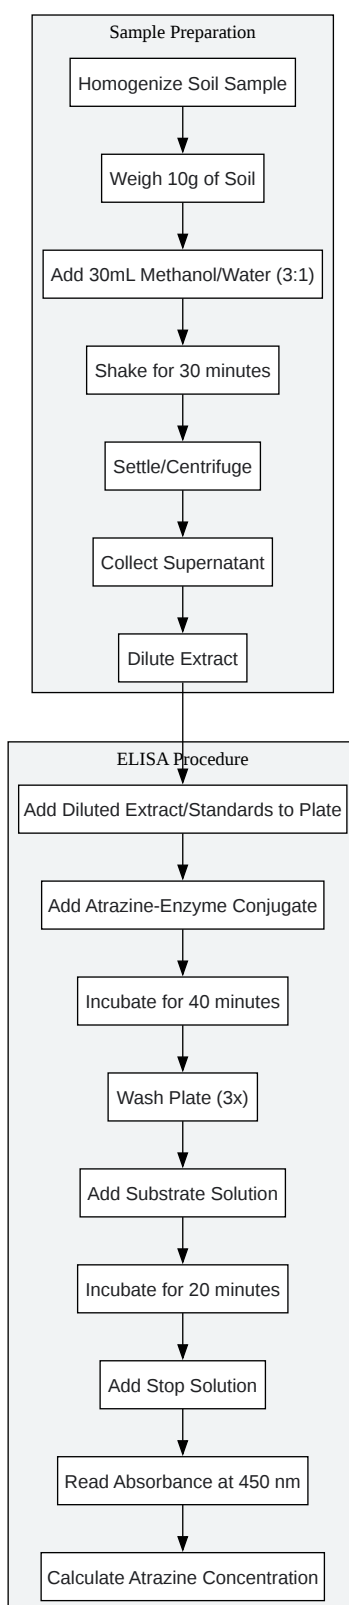 Sample Preparation
Homogenize Soil Sample
Weigh 10g of Soil
Add 30mL Methanol/Water (3:1)
Shake for 30 minutes
Settle/Centrifuge
Collect Supernatant
Dilute Extract
ELISA Procedure
Add Diluted Extract/Standards to Plate
Add Atrazine-Enzyme Conjugate
Incubate for 40 minutes
Wash Plate (3x)
Add Substrate Solution
Incubate for 20 minutes
Add Stop Solution
Read Absorbance at 450 nm
Calculate Atrazine Concentration